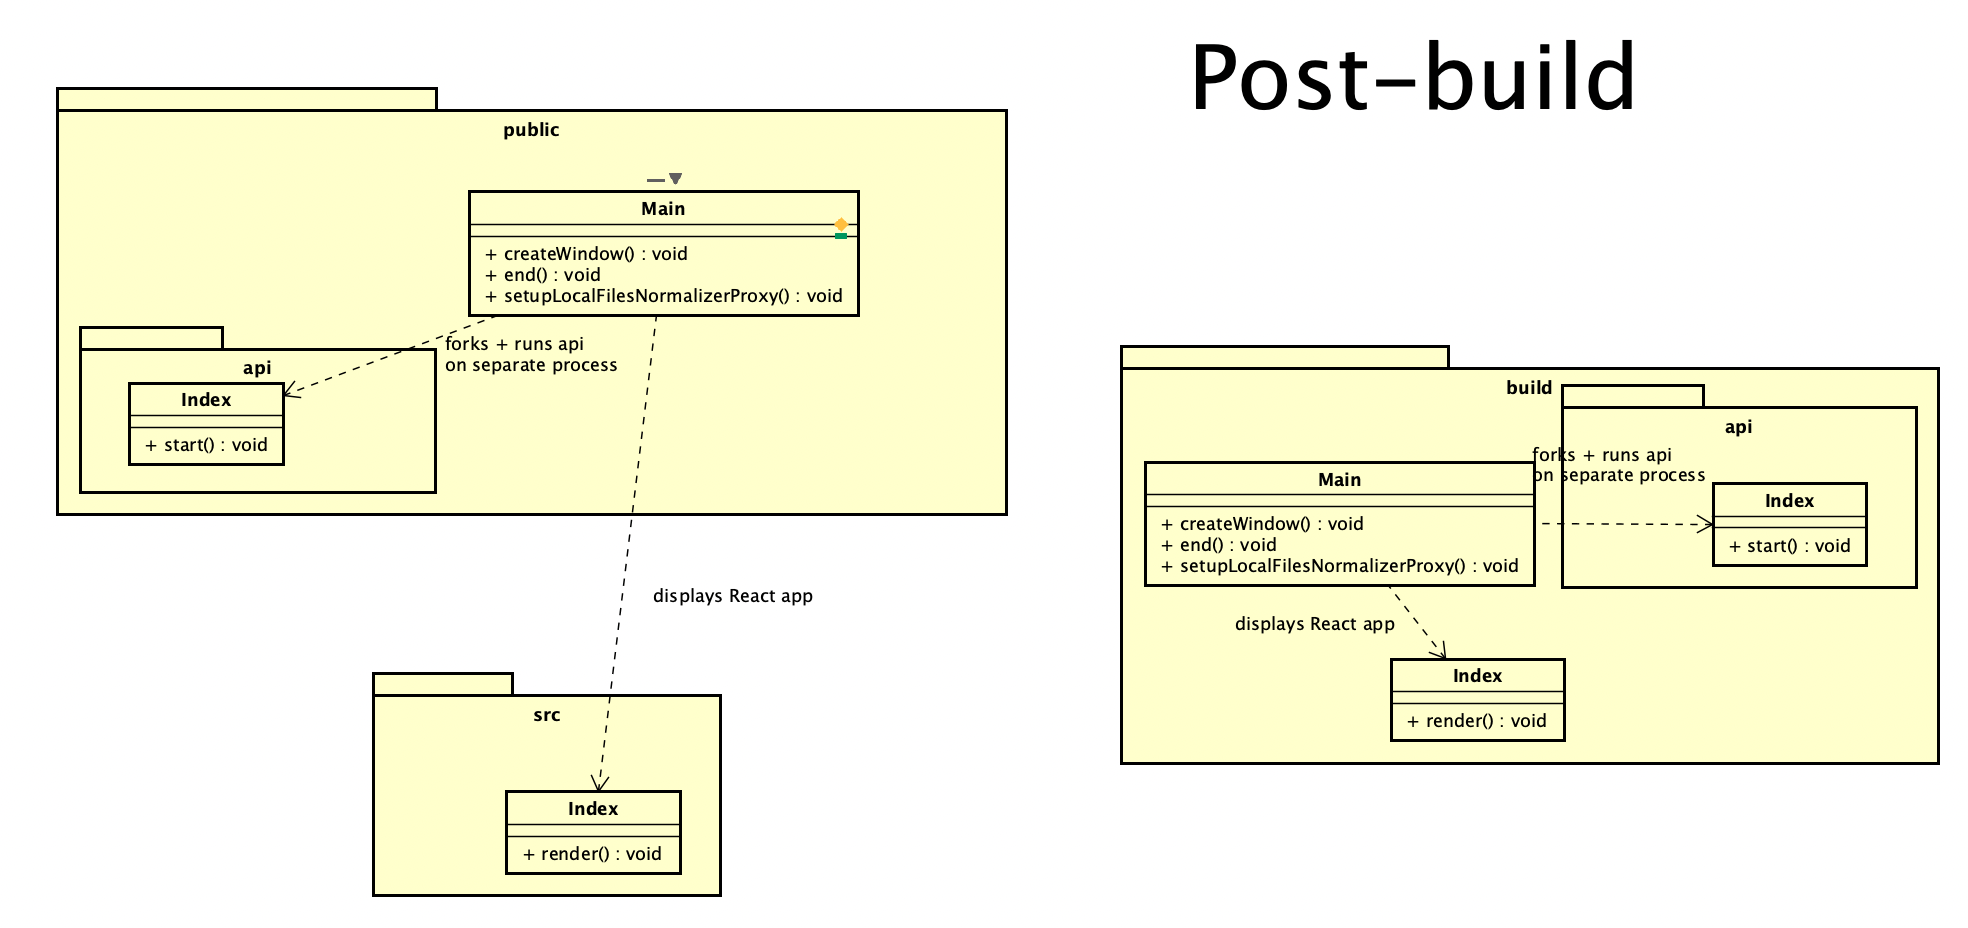 Post-build
public
Main
+ createWindow() : void
+ end() : void
+ setupLocalFilesNormalizerProxy() : void
forks + runs api
on separate process
api
Index
+ start() : void
displays React app
src
Index
+ render() : void
build
api
forks + runs api
on separate process
Main
+ createWindow() : void
+ end() : void
+ setupLocalFilesNormalizerProxy() : void
Index
+ start() : void
displays React app
Index
+ render() : void